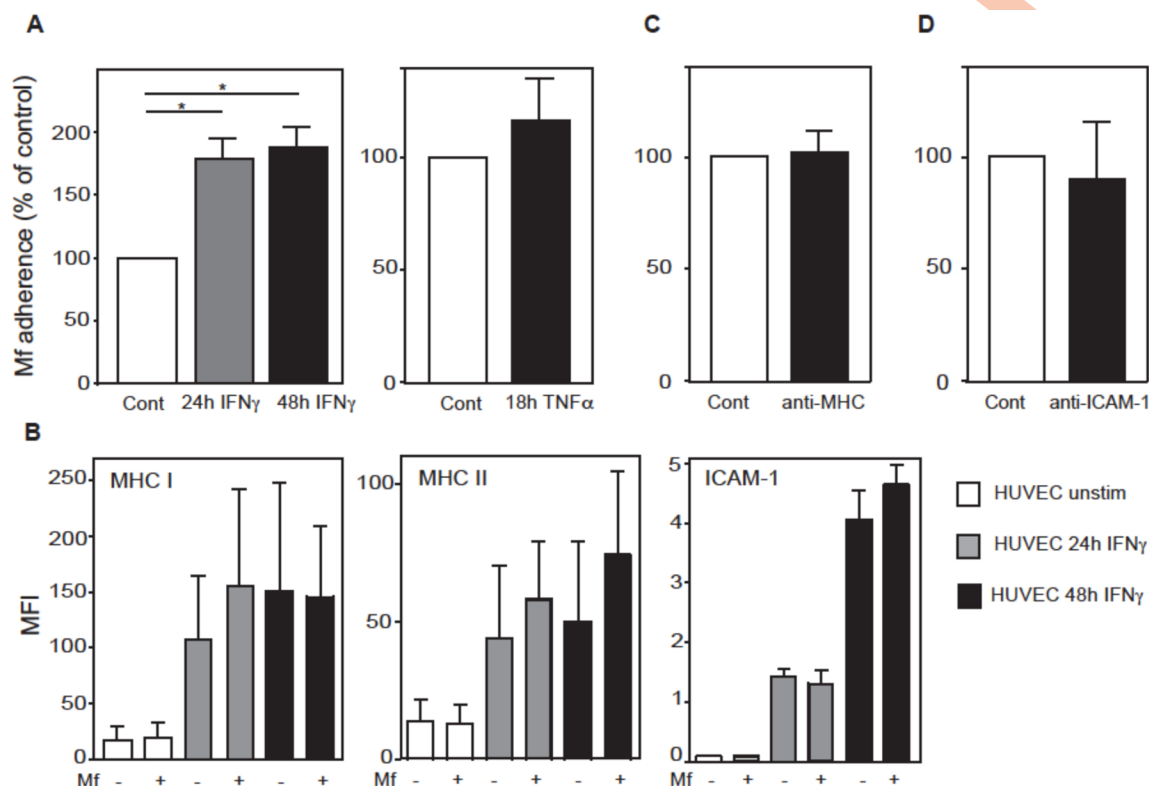 A
C
D
Mf adherence (% of control)
200
150
100
50
0
*
*
Cont 24h IFNγ 48h IFNγ
100
50
0
Cont 18h TNFα
100
50
0
Cont anti-MHC
100
50
0
Cont anti-ICAM-1
B
MFI
250
200
150
100
50
0
MHC I
Mf - + - + - +
100
50
0
MHC II
Mf - + - + - +
5
4
3
2
1
0
ICAM-1
Mf - + - + - +
HUVEC unstim
HUVEC 24h IFNγ
HUVEC 48h IFNγ